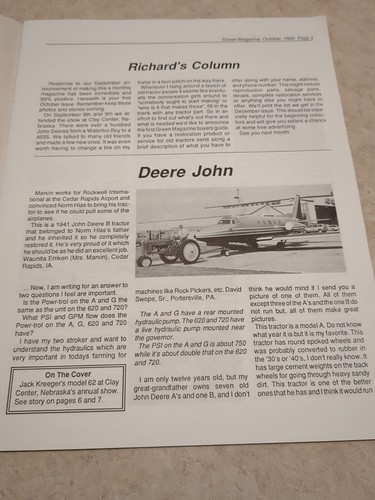 Green Magazine, October, Page 3
Richard's Column
Response to our September an-
nouncement of making this a monthly
magazine has been immediate and
99% positive. Herewith is your first
October issue. Remember keep those
photos and stories coming.
On September 8th and 9th we at-
tended the show at Clay Center, Ne-
braska. There were over a hundred
John Deeres from a Waterloo Boy to a
4555. We talked to many old friends
and made a few new ones. It was even
worth having to change a tire on my
trailer in a burr patch on the way there.
Whenever I hang around a bunch of
old tractor people it seems like eventu-
ally the conversation gets around to
"somebody ought to start making" or
"who is it that makes those", fill in the
blank with any tractor part. So in an
effort to find out what's out there and
what is needed we'd like to announce
the first Green Magazine buyers guide.
If you have a restoration product or
service for old tractors send along a
brief description of what you have to
offer along with your name, address,
and phone number. This might include
reproduction parts, salvage parts,
decals, complete restoration services
or anything else you might have to
offer. We'll print the list we get in the
December issue. This should be espe-
cially helpful for the beginning collec-
tors and will give you sellers a chance
at some free advertising.
See you next month.
Deere John
Marvin works for Rockwell Interna-
tional at the Cedar Rapids Airport and
convinced Norm Hlas to bring his trac-
tor to see if he could pull some of the
airplanes.
This is a 1941 John Deere B tractor
that belonged to Norm Hlas's father
and he inherited it so he completely
restored it. He's very proud of it which
he should be as he did an excellent job.
Waunita Emken (Mrs. Marvin), Cedar
Rapids, IA.
... Now, I am writing for an answer to
two questions I feel are important.
Is the Powr-trol on the A and G the
same as the unit on the 620 and 720?
What PSI and GPM flow does the
Powr-trol on the A, G, 620 and 720
have?
I have my two stroker and want to
understand the hydraulics which are
very important in todays farming for
On The Cover
Jack Kreeger's model 62 at Clay
Center, Nebraska's annual show.
See story on pages 6 and 7.
machines like Rock Pickers, etc. David
Swope, Sr., Portersville, PA.
The A and G have a rear mounted
hydraulic pump. The 620 and 720 have
a live hydraulic pump mounted near
the governor.
The PSI on the A and G is about 750
while it's about double that on the 620
and 720.
I am only twelve years old, but my
great-grandfather owns seven old
John Deere A's and one B, and I don't
think he would mind if I send you a
picture of one of them. All of them
except three of the A's and the one B do
not run but, all of them make great
pictures.
This tractor is a model A. Do not know
what year it is but it is my favorite. This
tractor has round spoked wheels and
was probably converted to rubber in
the '30's or '40's, I don't really know. It
has large cement weights on the back
wheels for going through heavy sandy
dirt. This tractor is one of the better
ones that he has and I think it would run